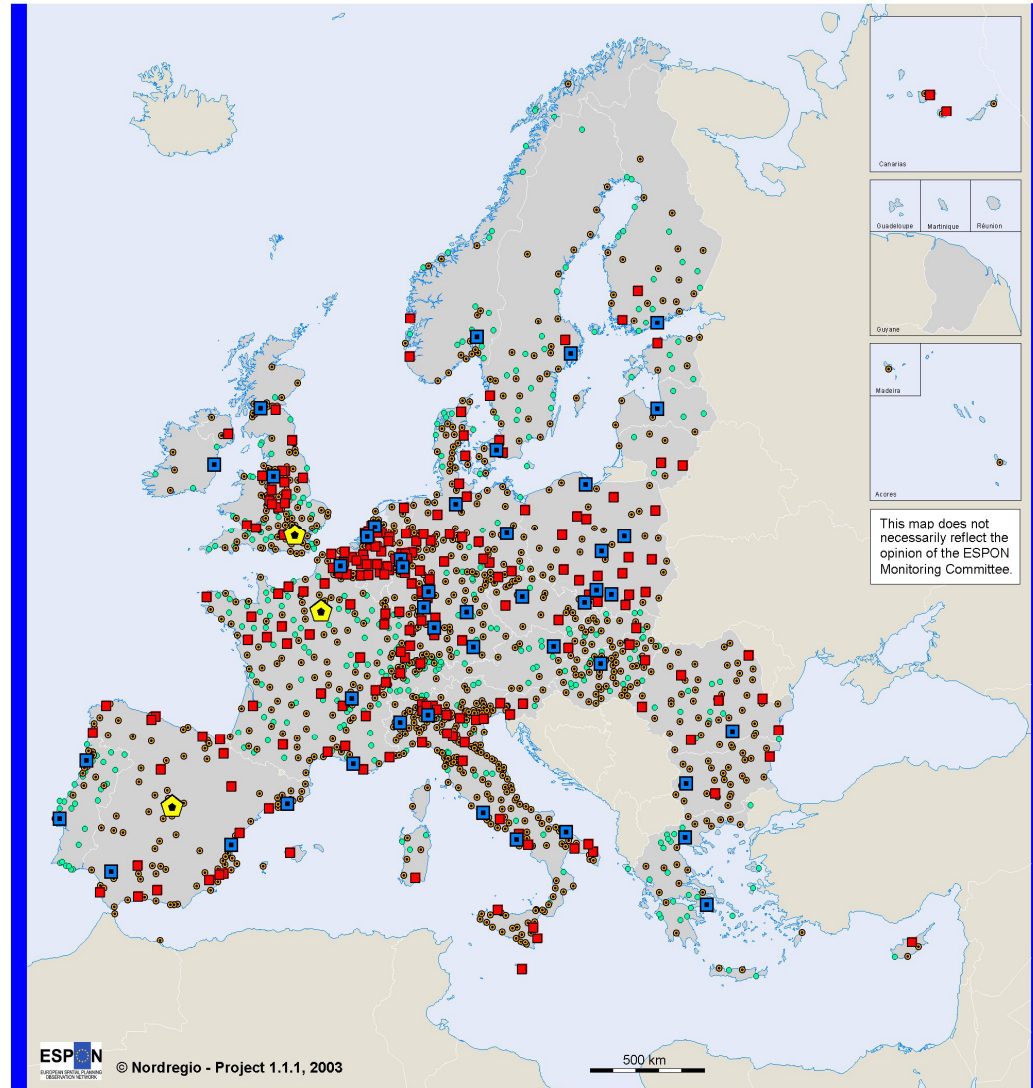 Canarias
Guadeloupe
Martinique
Réunion
Guyane
Madeira
Acores
This map does not
necessarily reflect the
opinion of the ESPON
Monitoring Committee.
ESPON
EUROPEAN SPATIAL PLANNING
OBSERVATION NETWORK
© Nordregio - Project 1.1.1, 2003
500 km